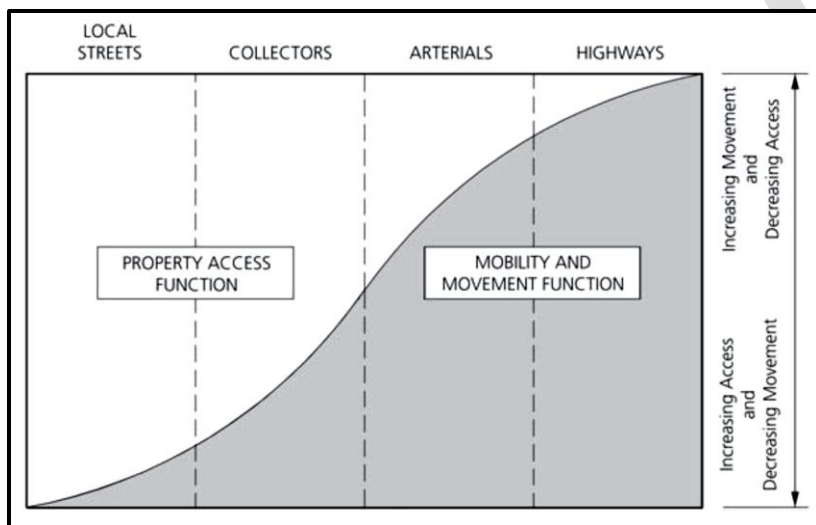 LOCAL
STREETS
COLLECTORS
ARTERIALS
HIGHWAYS
PROPERTY ACCESS
FUNCTION
MOBILITY AND
MOVEMENT FUNCTION
Increasing Movement
and
Decreasing Access
Increasing Access
and
Decreasing Movement